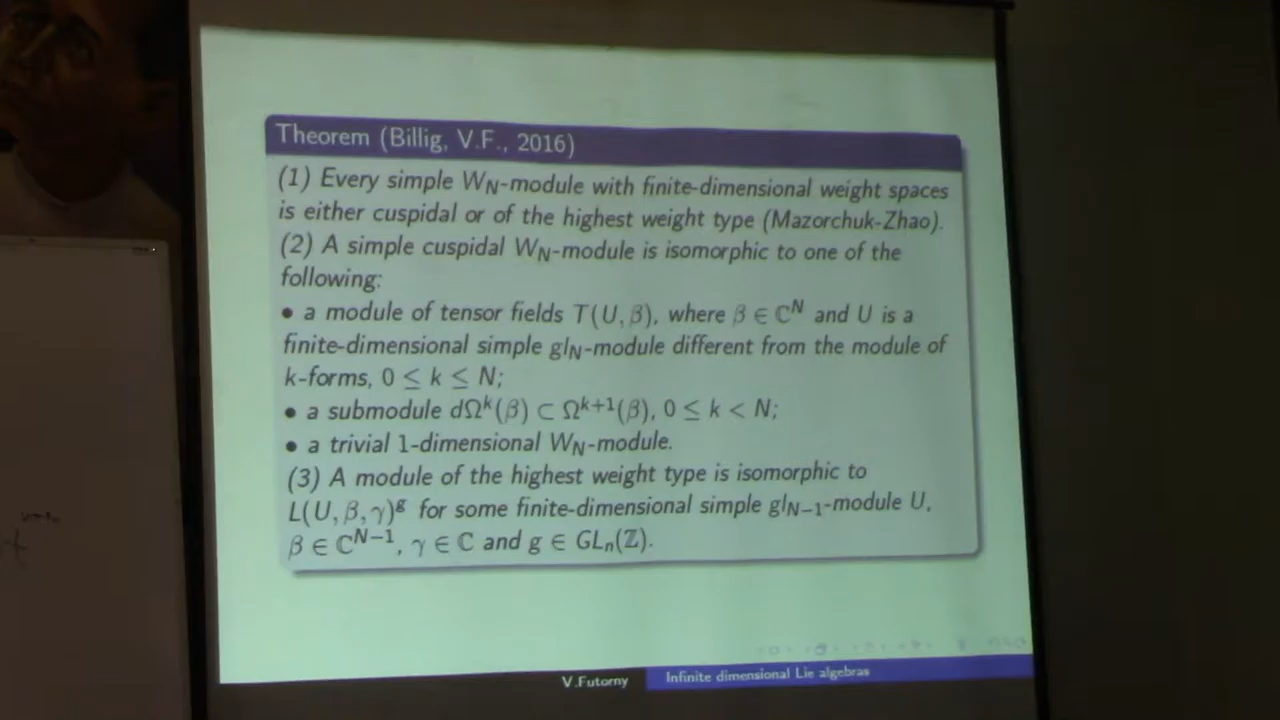 Theorem (Billig, V.F., 2016)
(1) Every simple W_N-module with finite-dimensional weight spaces
is either cuspidal or of the highest weight type (Mazorchuk-Zhao).
(2) A simple cuspidal W_N-module is isomorphic to one of the
following:
• a module of tensor fields T(U, β), where β ∈ ℂ^N and U is a
finite-dimensional simple gl_N-module different from the module of
k-forms, 0 ≤ k ≤ N;
• a submodule dΩ^k(β) ⊂ Ω^{k+1}(β), 0 ≤ k < N;
• a trivial 1-dimensional W_N-module.
(3) A module of the highest weight type is isomorphic to
L(U, β, γ)^g for some finite-dimensional simple gl_{N−1}-module U,
β ∈ ℂ^{N−1}, γ ∈ ℂ and g ∈ GL_n(ℤ).
V.Futorny Infinite dimensional Lie algebras